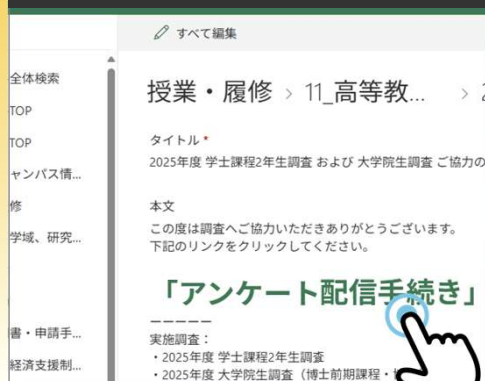 すべて編集
全体検索
TOP
TOP
ャンパス情...
修
学域、研究...
書・申請手...
経済支援制...
授業・履修 > 11_高等教... >
タイトル *
2025年度 学士課程2年生調査 および 大学院生調査 ご協力の
本文
この度は調査へご協力いただきありがとうございます。
下記のリンクをクリックしてください。
「アンケート配信手続き」
－－－－－
実施調査：
・2025年度 学士課程2年生調査
・2025年度 大学院生調査（博士前期課程・